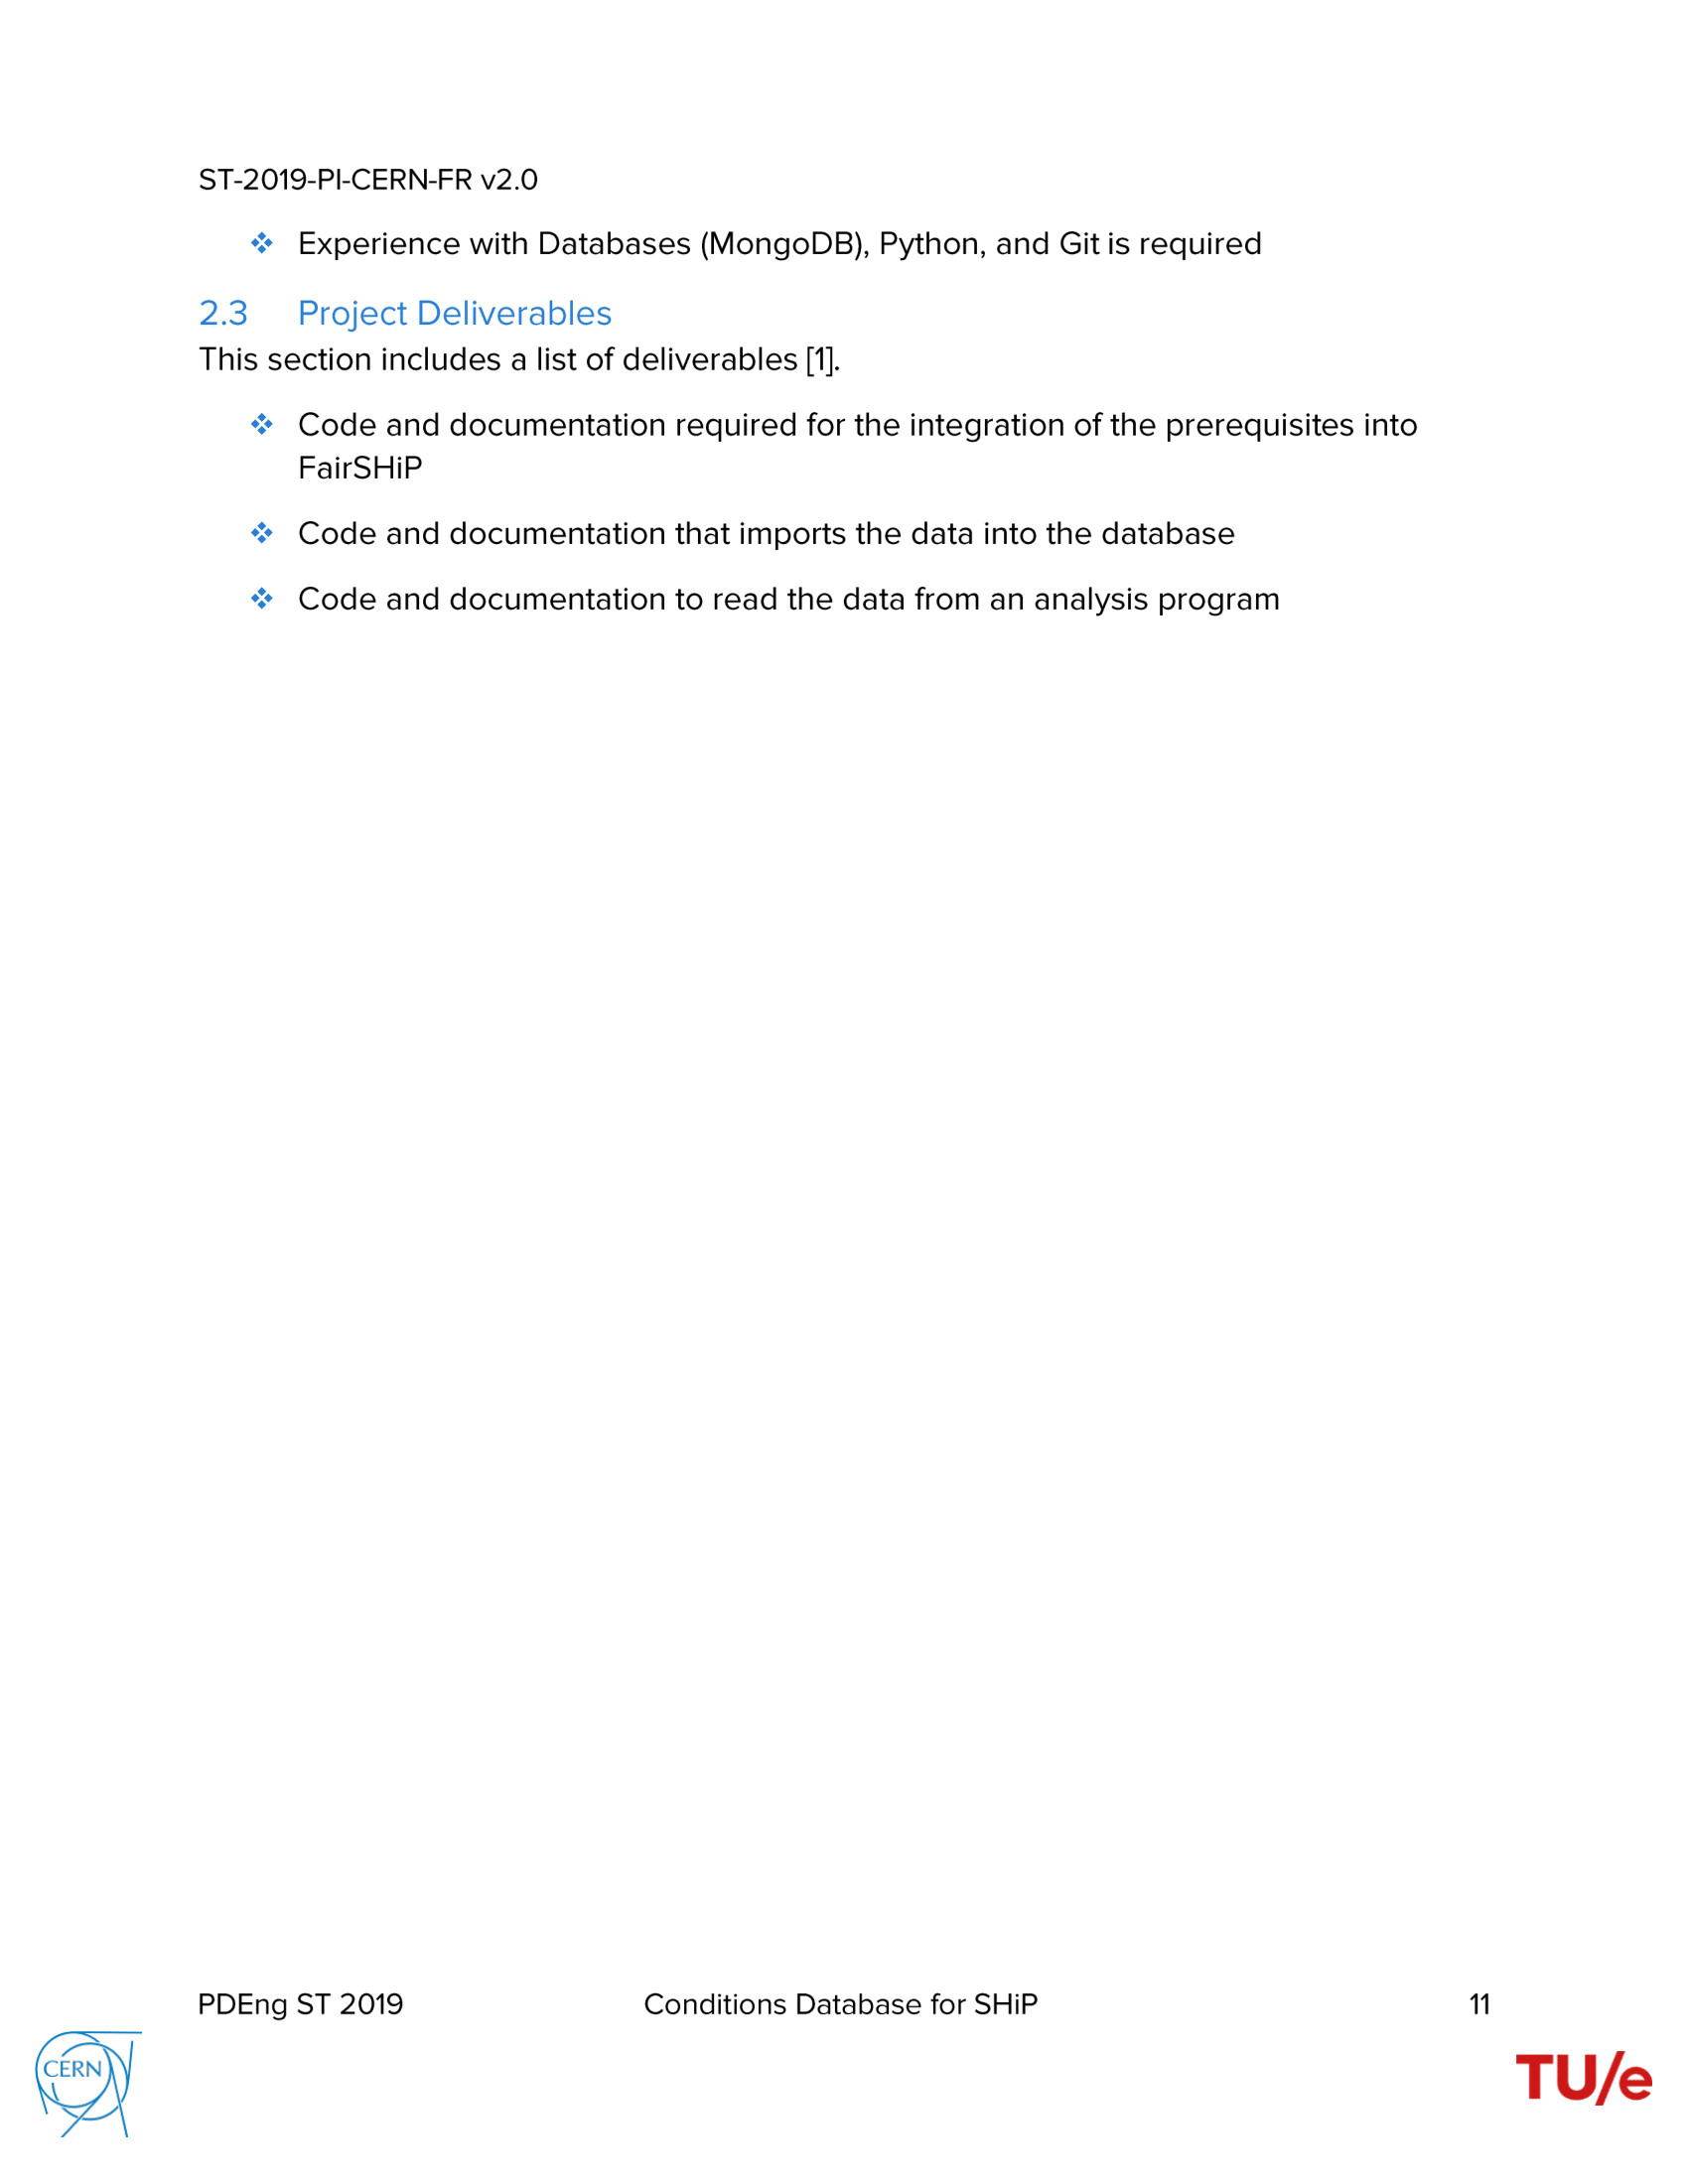 ST-2019-PI-CERN-FR v2.0
❖ Experience with Databases (MongoDB), Python, and Git is required
2.3 Project Deliverables
This section includes a list of deliverables [1].
❖ Code and documentation required for the integration of the prerequisites into
FairSHiP
❖ Code and documentation that imports the data into the database
❖ Code and documentation to read the data from an analysis program
PDEng ST 2019 Conditions Database for SHiP 11
CERN
TU/e